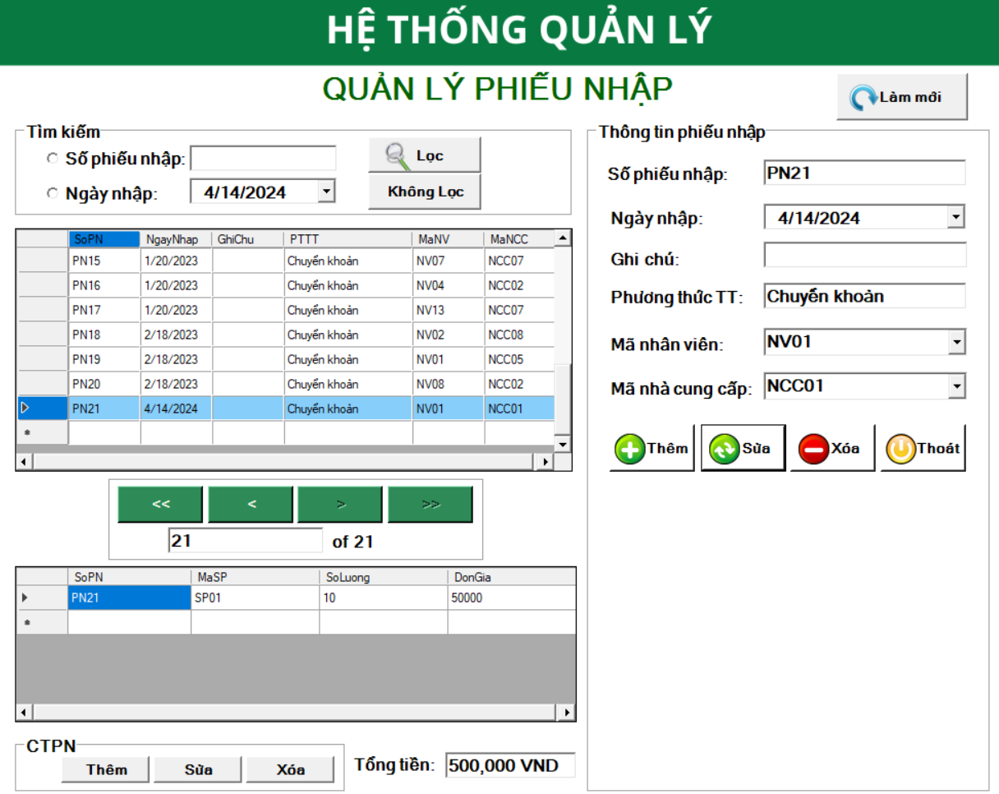 HỆ THỐNG QUẢN LÝ
QUẢN LÝ PHIẾU NHẬP
Làm mới
Tìm kiếm
Số phiếu nhập:
Lọc
Ngày nhập: 4/14/2024
Không Lọc
SoPN NgayNhap GhiChu PTTT MaNV MaNCC
PN15 1/20/2023 Chuyển khoản NV07 NCC07
PN16 1/20/2023 Chuyển khoản NV04 NCC02
PN17 1/20/2023 Chuyển khoản NV13 NCC07
PN18 2/18/2023 Chuyển khoản NV02 NCC08
PN19 2/18/2023 Chuyển khoản NV01 NCC05
PN20 2/18/2023 Chuyển khoản NV08 NCC02
PN21 4/14/2024 Chuyển khoản NV01 NCC01
*
<< < > >>
21 of 21
SoPN MaSP SoLuong DonGia
PN21 SP01 10 50000
*
CTPN
Thêm Sửa Xóa
Tổng tiền: 500,000 VND
Thông tin phiếu nhập
Số phiếu nhập: PN21
Ngày nhập: 4/14/2024
Ghi chú:
Phương thức TT: Chuyển khoản
Mã nhân viên: NV01
Mã nhà cung cấp: NCC01
Thêm Sửa Xóa Thoát